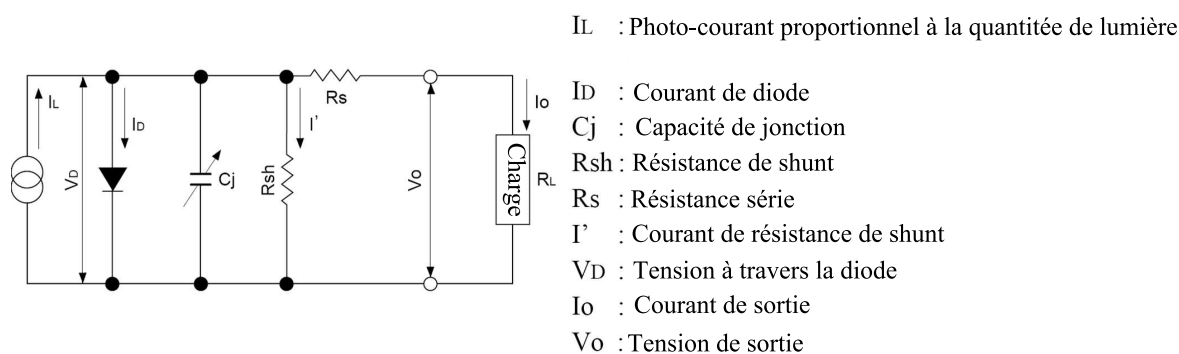 IL : Photo-courant proportionnel à la quantitée de lumière
ID : Courant de diode
Cj : Capacité de jonction
Rsh : Résistance de shunt
Rs : Résistance série
I’ : Courant de résistance de shunt
VD : Tension à travers la diode
Io : Courant de sortie
Vo : Tension de sortie
IL
VD
ID
Cj
I’
Rsh
Rs
Vo
Io
Charge
RL